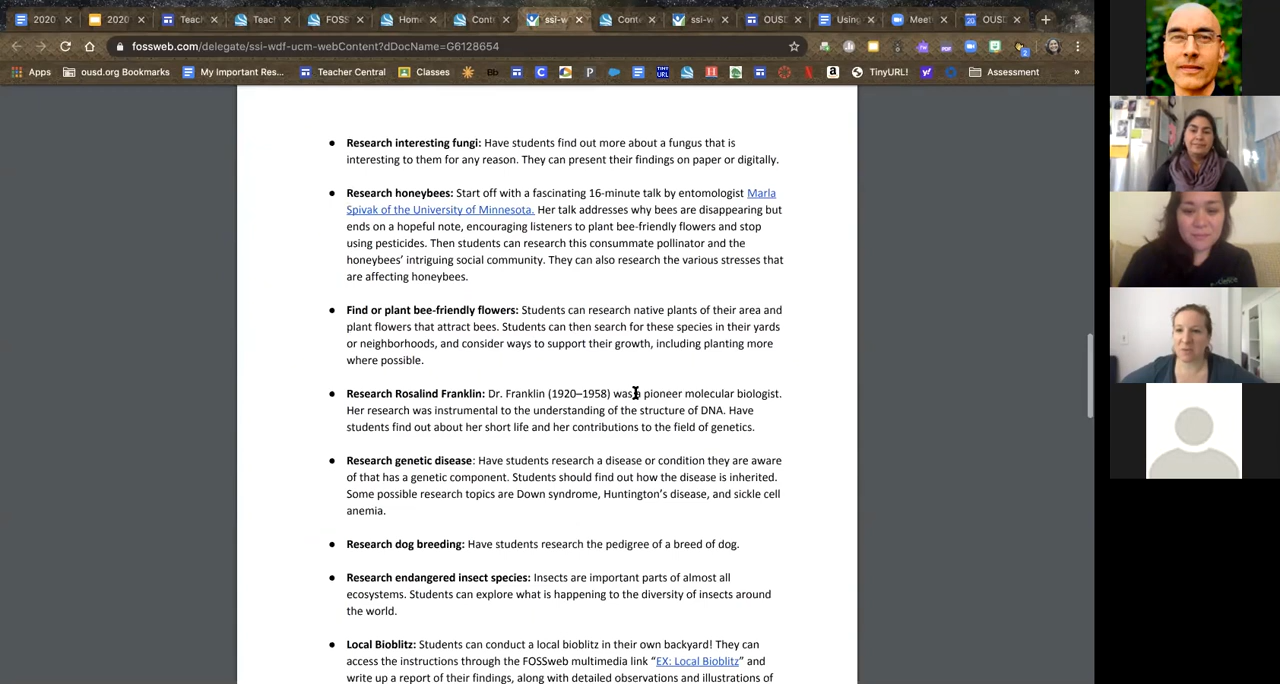 2020
2020
Teac
Teacl
FOSS
Home
Conte
ssi-w
Conte
ssi-w
OUSD
Using
Meet
OUSD
fossweb.com/delegate/ssi-wdf-ucm-webContent?dDocName=G6128654
Apps
ousd.org Bookmarks
My Important Res...
Teacher Central
Classes
Bb
TinyURL!
Assessment
»
● Research interesting fungi: Have students find out more about a fungus that is
interesting to them for any reason. They can present their findings on paper or digitally.
● Research honeybees: Start off with a fascinating 16-minute talk by entomologist Marla
Spivak of the University of Minnesota. Her talk addresses why bees are disappearing but
ends on a hopeful note, encouraging listeners to plant bee-friendly flowers and stop
using pesticides. Then students can research this consummate pollinator and the
honeybees’ intriguing social community. They can also research the various stresses that
are affecting honeybees.
● Find or plant bee-friendly flowers: Students can research native plants of their area and
plant flowers that attract bees. Students can then search for these species in their yards
or neighborhoods, and consider ways to support their growth, including planting more
where possible.
● Research Rosalind Franklin: Dr. Franklin (1920–1958) was a pioneer molecular biologist.
Her research was instrumental to the understanding of the structure of DNA. Have
students find out about her short life and her contributions to the field of genetics.
● Research genetic disease: Have students research a disease or condition they are aware
of that has a genetic component. Students should find out how the disease is inherited.
Some possible research topics are Down syndrome, Huntington’s disease, and sickle cell
anemia.
● Research dog breeding: Have students research the pedigree of a breed of dog.
● Research endangered insect species: Insects are important parts of almost all
ecosystems. Students can explore what is happening to the diversity of insects around
the world.
● Local Bioblitz: Students can conduct a local bioblitz in their own backyard! They can
access the instructions through the FOSSweb multimedia link “EX: Local Bioblitz” and
write up a report of their findings, along with detailed observations and illustrations of